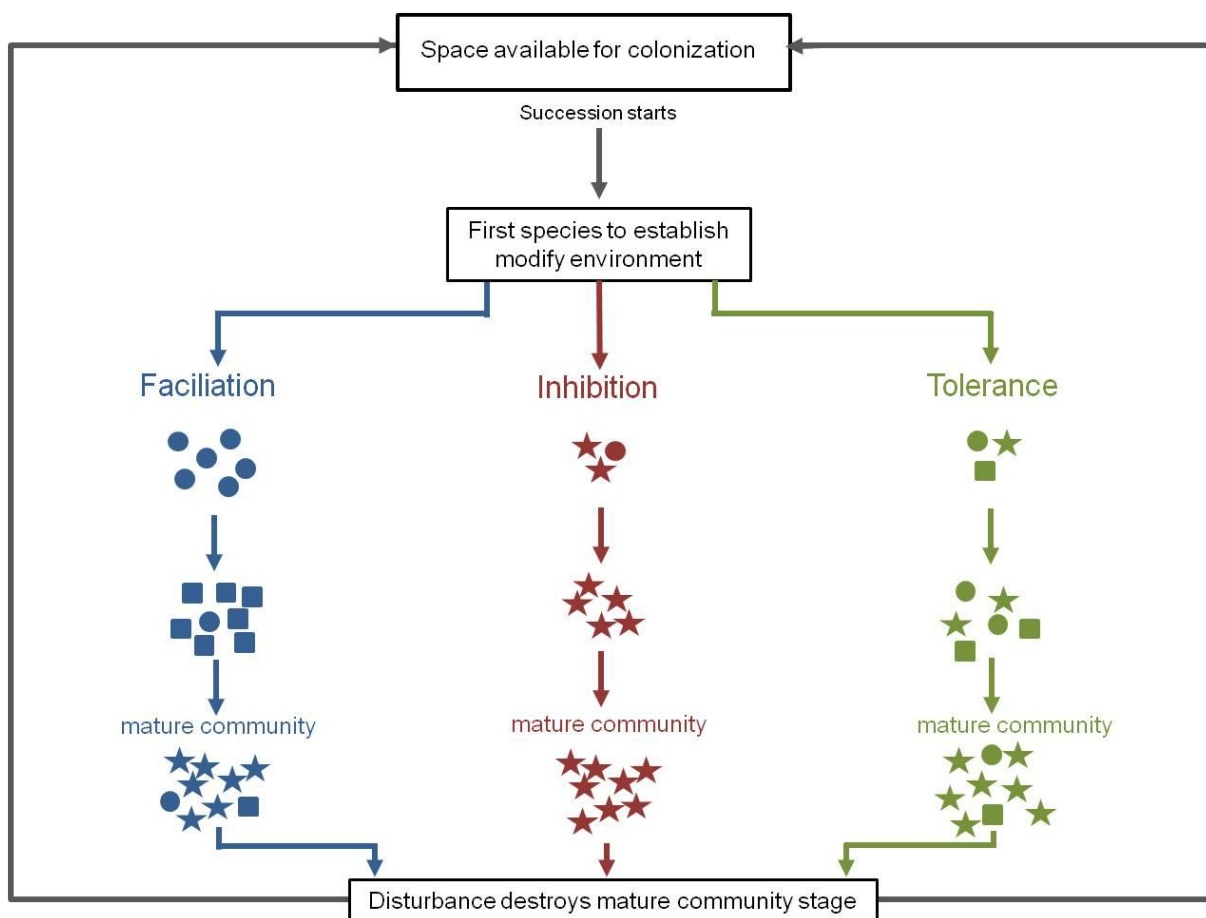 Space available for colonization
Succession starts
First species to establish
modify environment
Faciliation
Inhibition
Tolerance
mature community
mature community
mature community
Disturbance destroys mature community stage